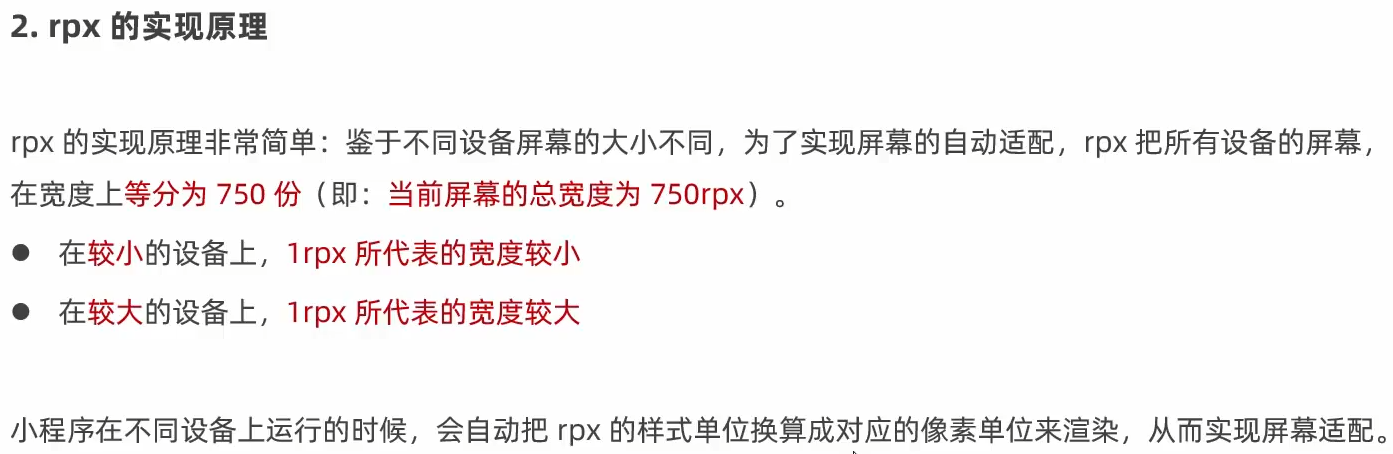 2. rpx 的实现原理
rpx 的实现原理非常简单：鉴于不同设备屏幕的大小不同，为了实现屏幕的自动适配，rpx 把所有设备的屏幕，
在宽度上等分为 750 份（即：当前屏幕的总宽度为 750rpx）。
● 在较小的设备上，1rpx 所代表的宽度较小
● 在较大的设备上，1rpx 所代表的宽度较大
小程序在不同设备上运行的时候，会自动把 rpx 的样式单位换算成对应的像素单位来渲染，从而实现屏幕适配。